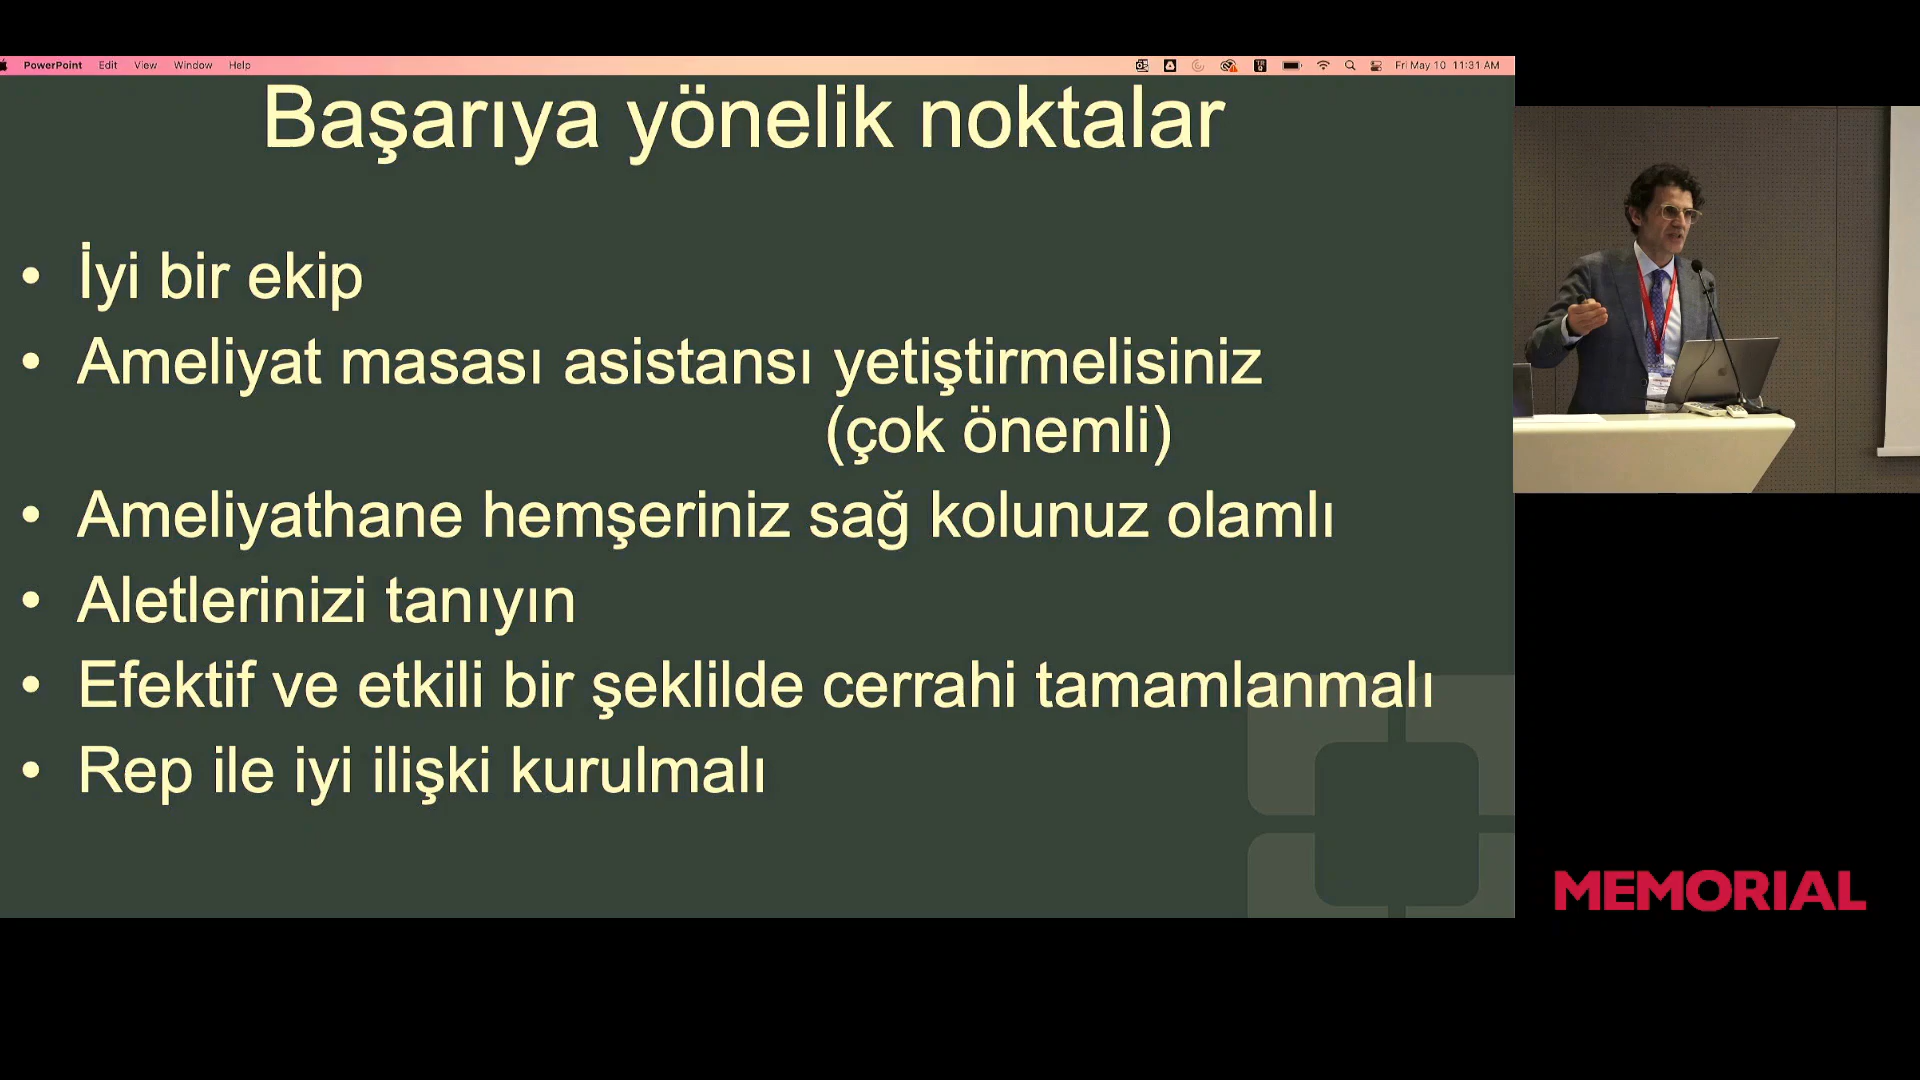 PowerPoint Edit View Window Help Fri May 10 11:31 AM
Başarıya yönelik noktalar
• İyi bir ekip
• Ameliyat masası asistansı yetiştirmelisiniz
(çok önemli)
• Ameliyathane hemşeriniz sağ kolunuz olamlı
• Aletlerinizi tanıyın
• Efektif ve etkili bir şeklilde cerrahi tamamlanmalı
• Rep ile iyi ilişki kurulmalı
MEMORIAL